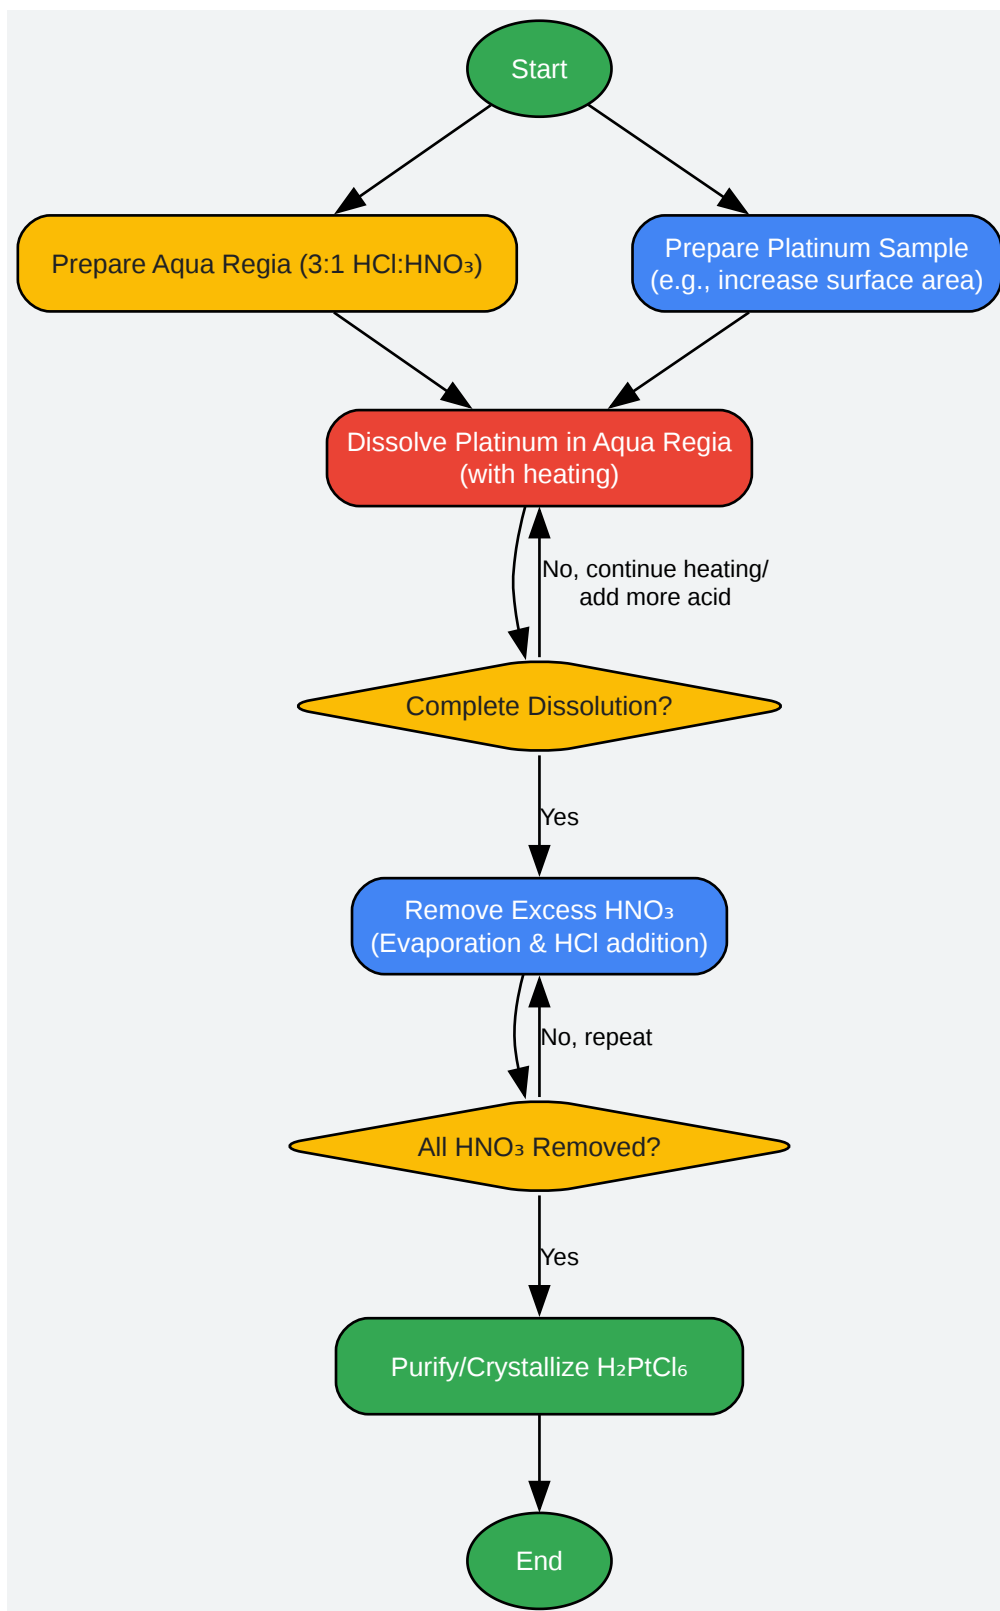 Start
Prepare Aqua Regia (3:1 HCl:HNO₃)
Prepare Platinum Sample
(e.g., increase surface area)
Dissolve Platinum in Aqua Regia
(with heating)
No, continue heating/
add more acid
Complete Dissolution?
Yes
Remove Excess HNO₃
(Evaporation & HCl addition)
No, repeat
All HNO₃ Removed?
Yes
Purify/Crystallize H₂PtCl₆
End